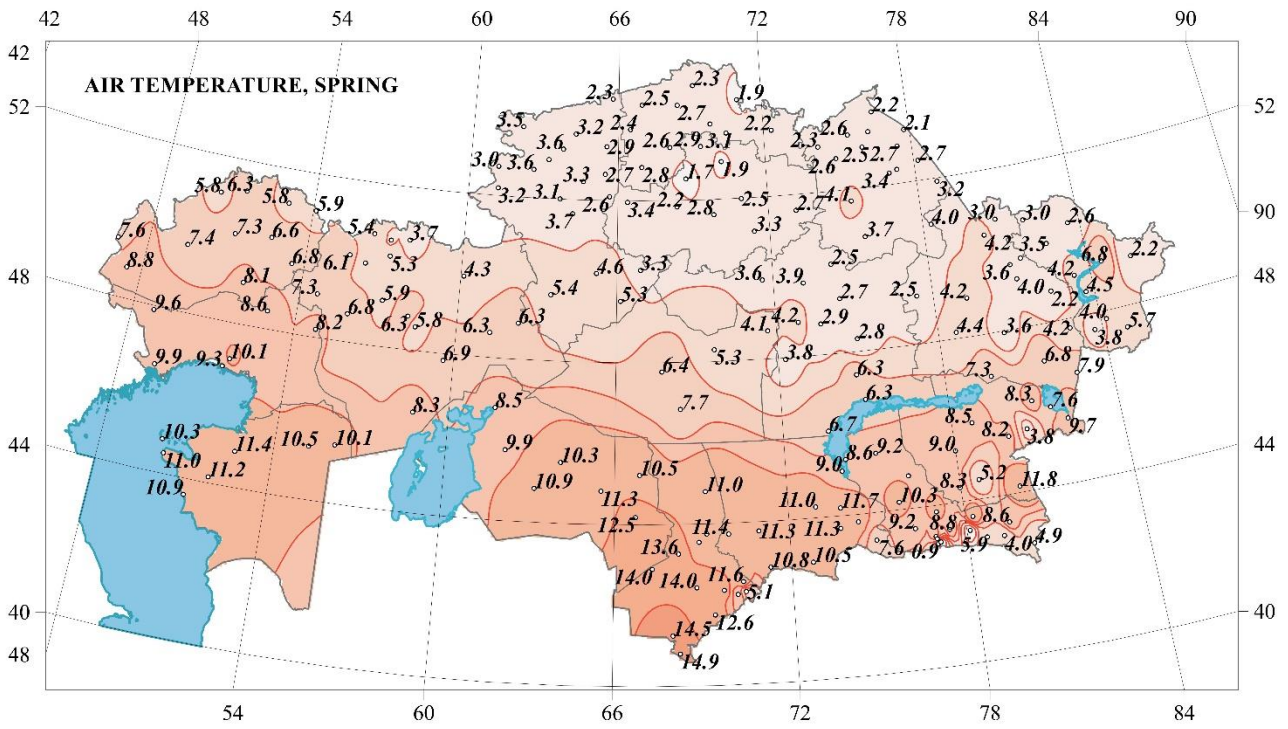 42 48 54 60 66 72 78 84 90
42
AIR TEMPERATURE, SPRING
2.3 2.5 2.3 1.9
52 52
2.2
3.5 3.2 2.4 2.7 2.2 2.6 2.1
3.6 2.9 2.6 2.9 3.1 2.3
3.0 3.6 3.3 2.7 2.8 1.7 1.9 2.6 2.5 2.7 2.7
5.8 6.3 5.8 5.9 3.2 3.1 2.6 3.4 2.2 2.8 2.5 2.7 4.1 3.4 3.2
90
7.6 7.4 7.3 6.6 5.4 3.7 3.7 3.3 3.7 4.0 3.0 3.0 2.6
8.8 8.1 6.8 6.1 5.3 4.3 4.6 3.3 3.6 3.9 2.5 4.2 3.5 6.8 2.2
48 48
9.6 8.6 7.3 6.8 5.9 5.4 5.3 2.7 2.5 4.2 3.6 4.0 4.2 2.2 4.5
8.2 6.3 5.8 6.3 6.3 4.1 4.2 2.9 2.8 4.4 3.6 4.2 4.0 3.8 5.7
9.9 9.3 10.1 6.9 6.4 5.3 3.8 6.3 7.3 6.8 7.9
8.3 8.5 7.7 6.3 8.3 7.6
44 44
10.3 11.4 10.5 10.1 9.9 6.7 8.6 9.2 8.5 8.2 3.8 9.7
11.0 11.2 10.3 10.5 9.0 9.0 5.2 11.8
10.9 10.9 11.3 11.0 11.0 11.7 10.3 8.3
12.5 11.4 11.3 11.3 9.2 8.8 8.6
13.6 7.6 0.9 5.9 4.0 4.9
14.0 14.0 11.6 10.8 10.5
5.1
40 40
14.5 12.6
48
14.9
54 60 66 72 78 84